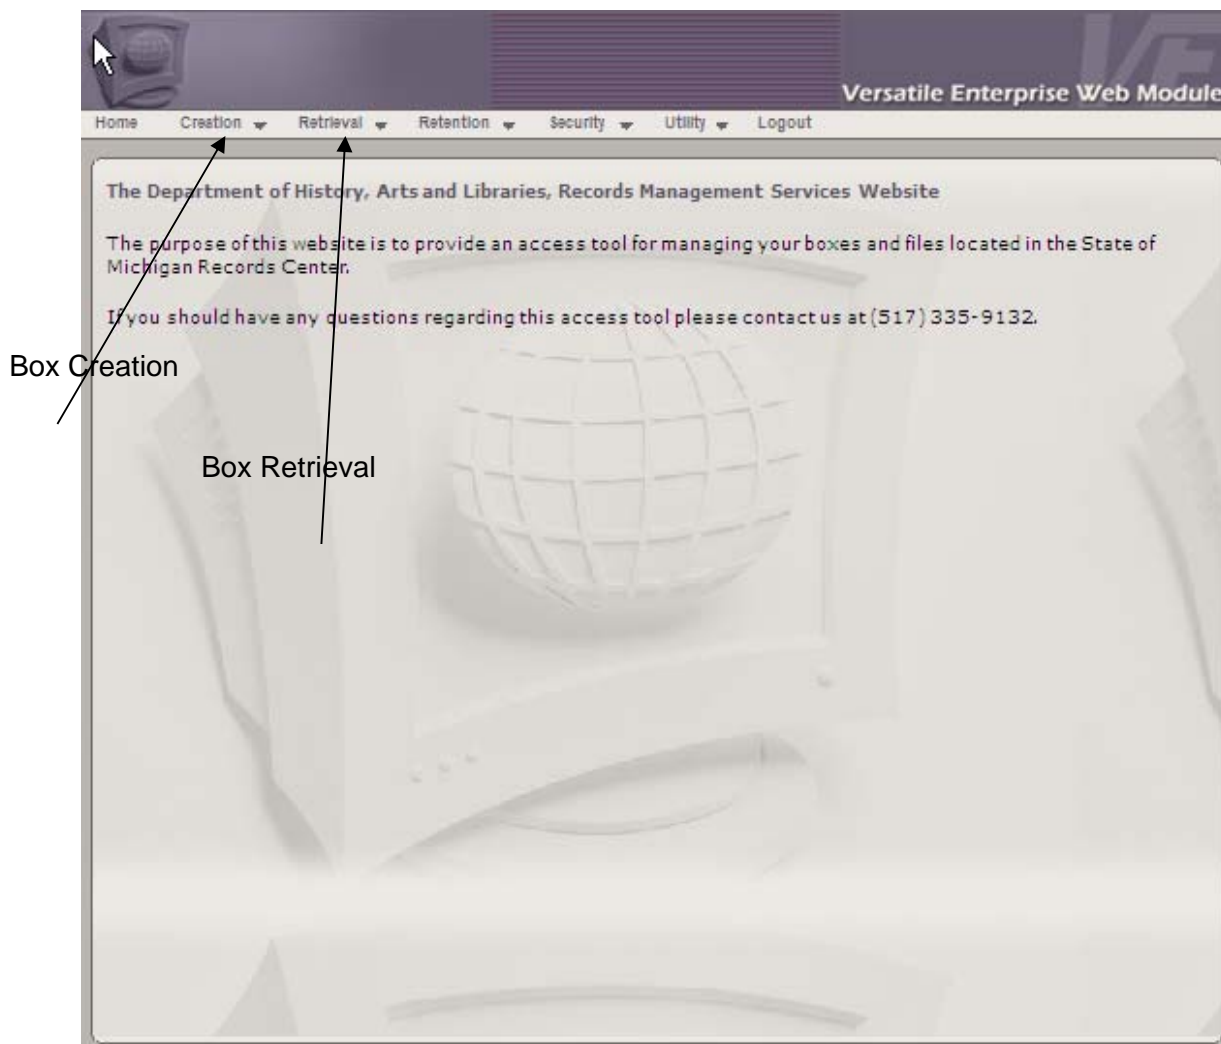 Versatile Enterprise Web Module
Home Creation Retrieval Retention Security Utility Logout
The Department of History, Arts and Libraries, Records Management Services Website
The purpose of this website is to provide an access tool for managing your boxes and files located in the State of
Michigan Records Center.
If you should have any questions regarding this access tool please contact us at (517) 335-9132.
Box Creation
Box Retrieval